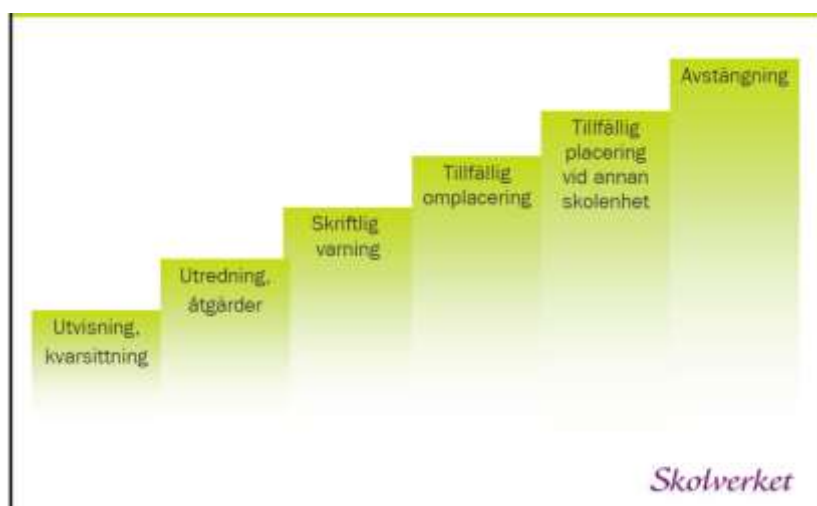 Utvisning,
kvarsittning
Utredning,
åtgärder
Skriftlig
varning
Tillfällig
omplacering
Tillfällig
placering
vid annan
skolenhet
Avstängning
Skolverket